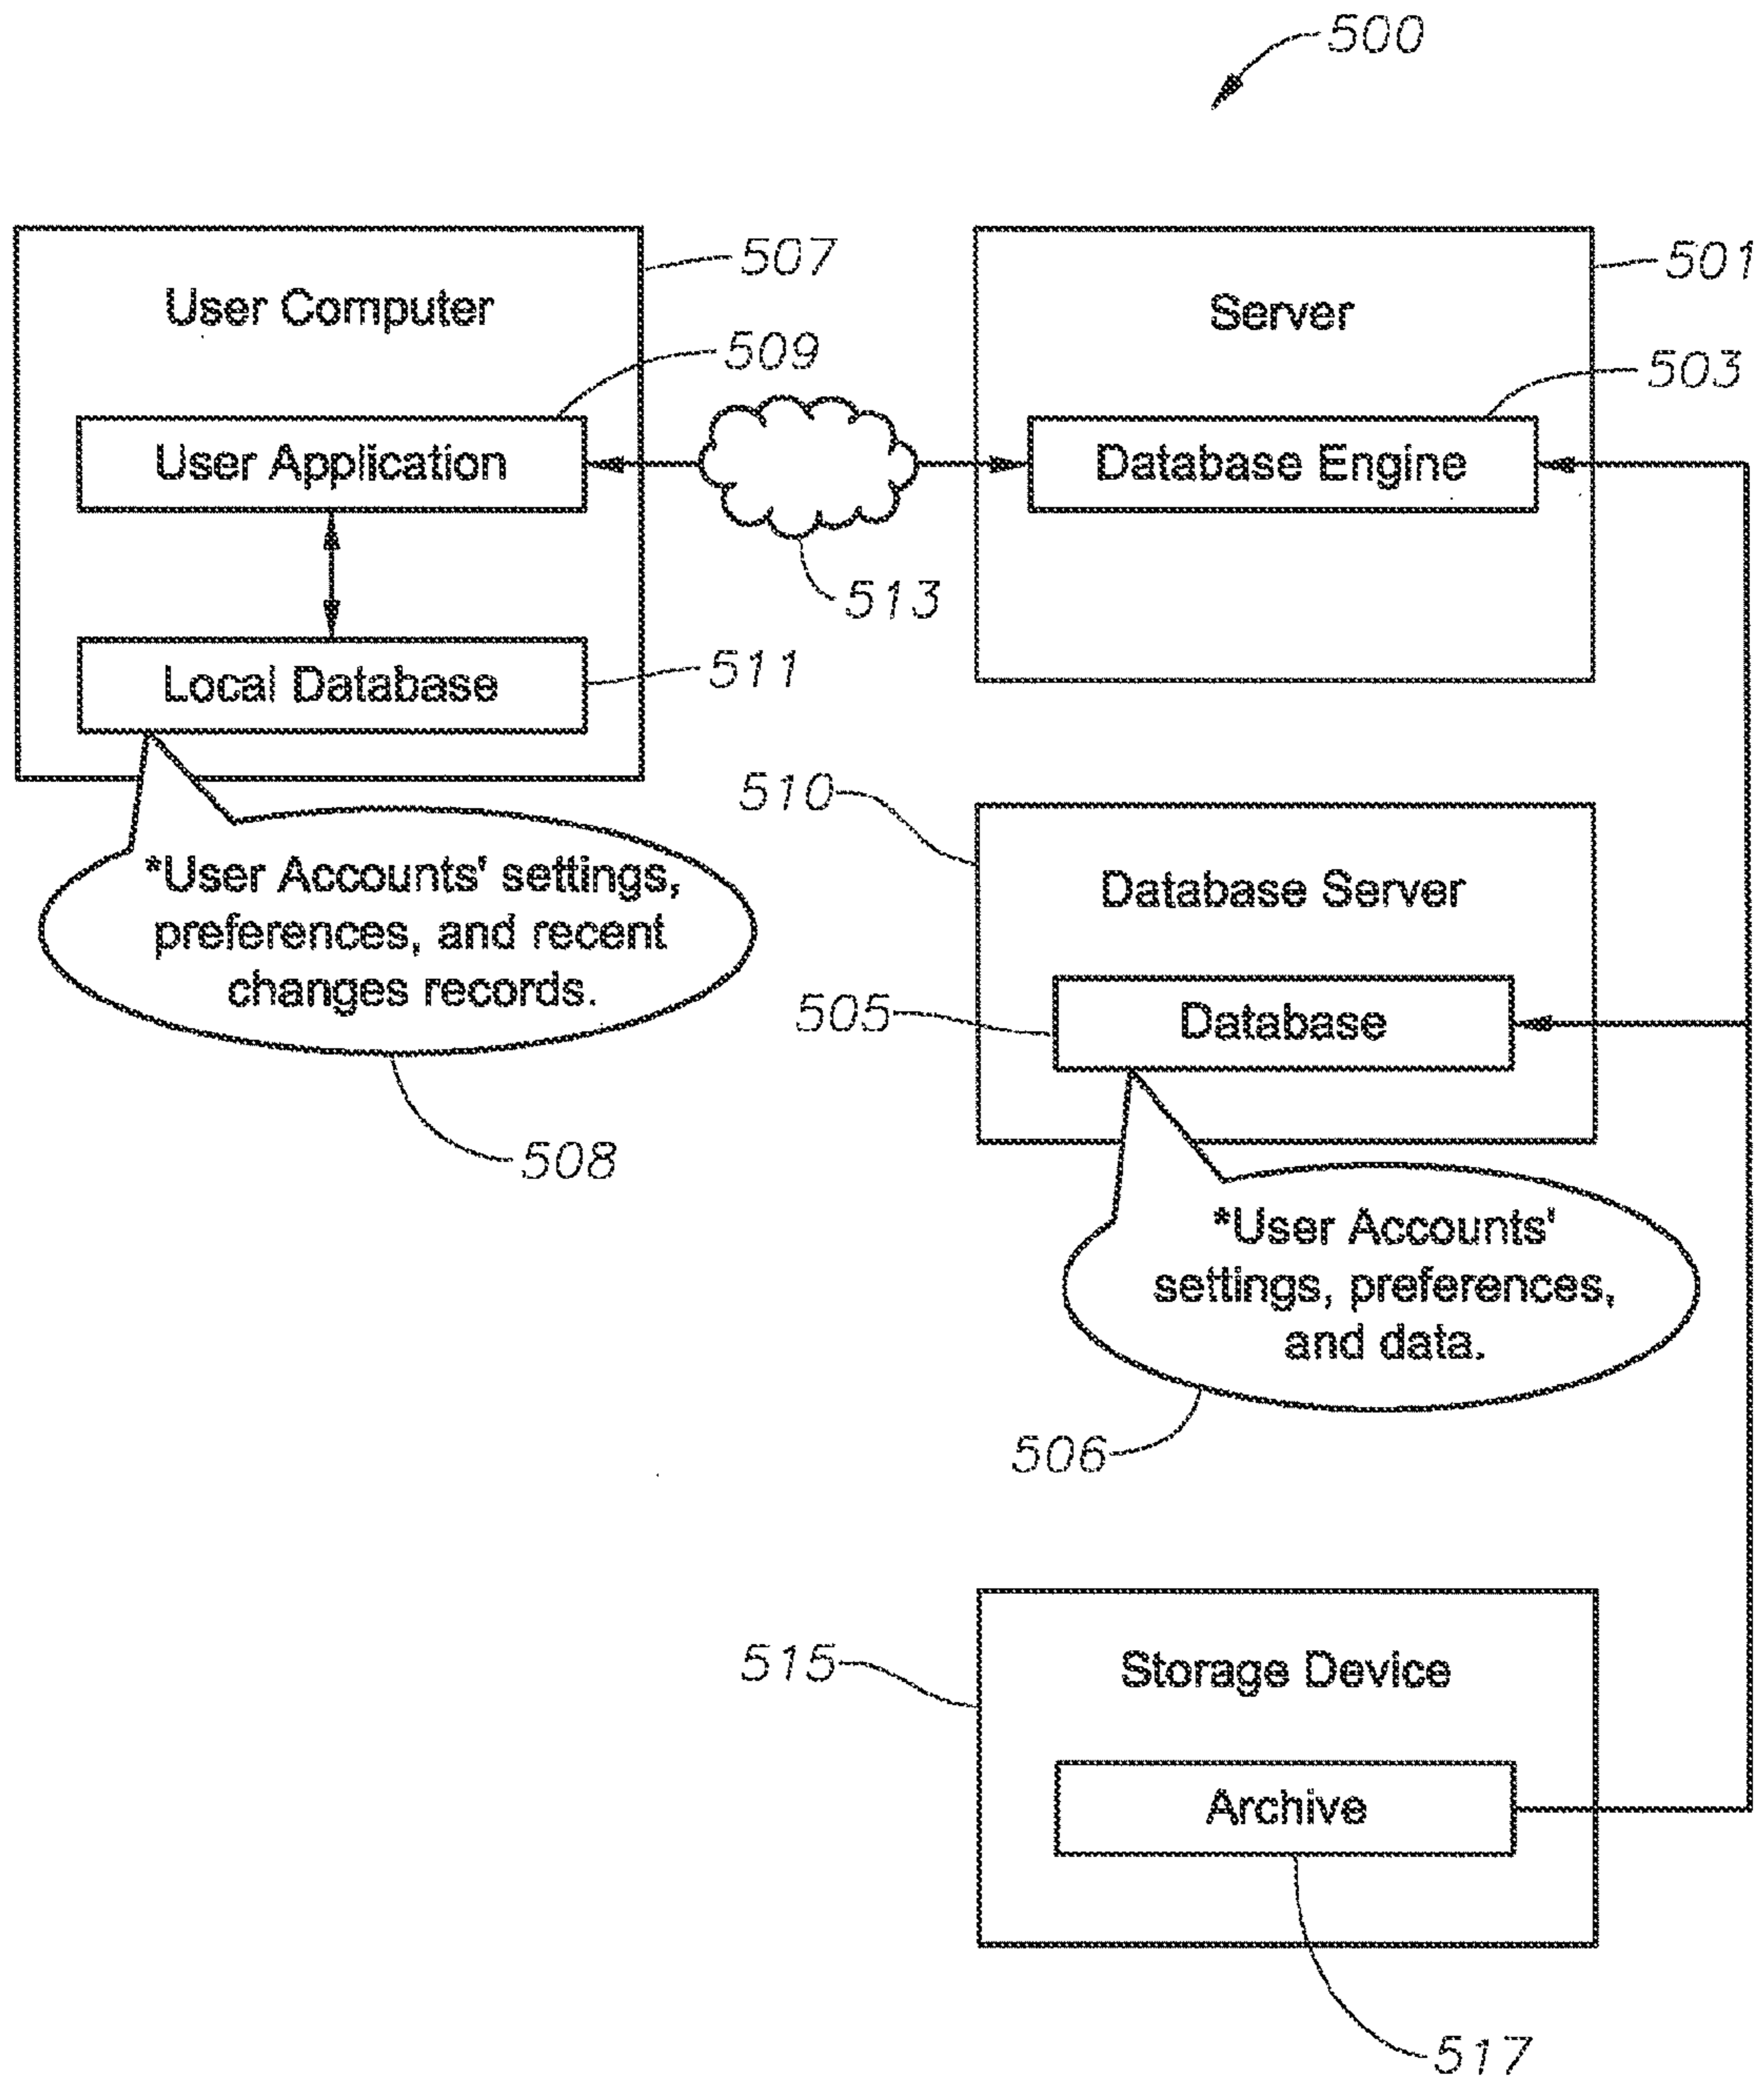 500
507
User Computer
501
Server
509
503
User Application
Database Engine
513
Local Database
511
510
*User Accounts' settings,
preferences, and recent
changes records.
Database Server
505
Database
508
*User Accounts'
settings, preferences,
and data.
506
515
Storage Device
Archive
517